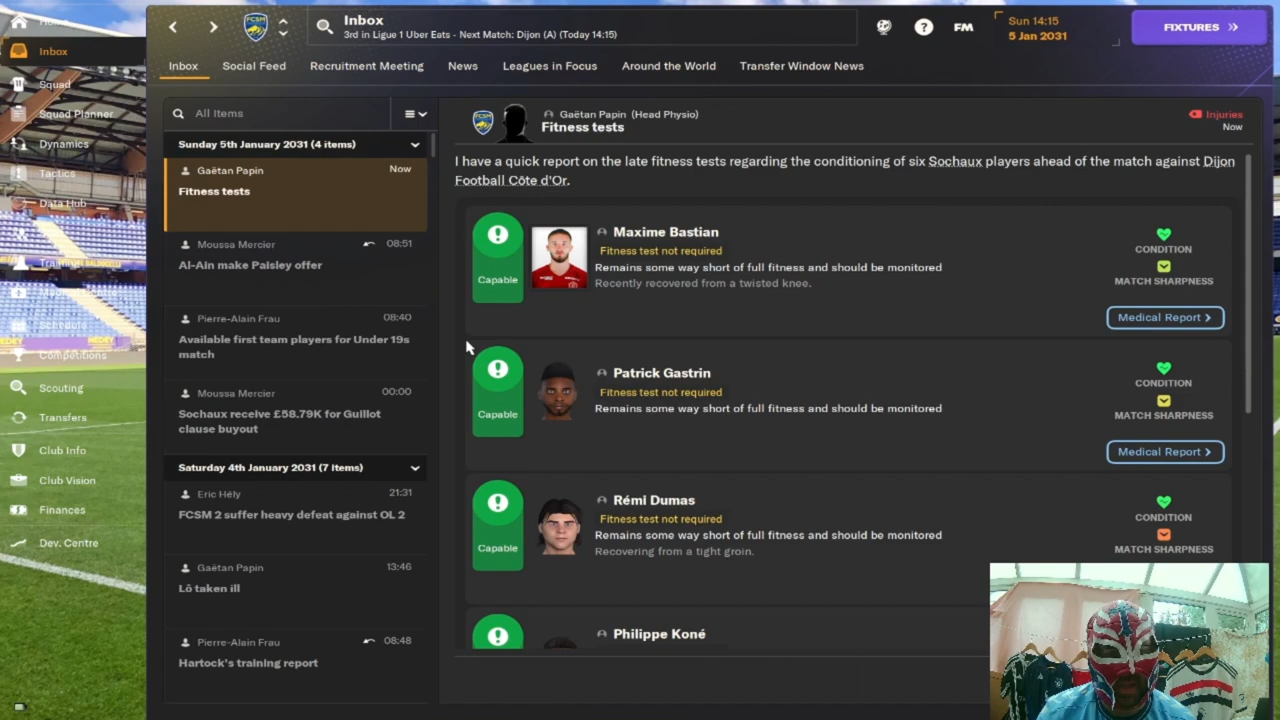 Inbox
3rd in Ligue 1 Uber Eats - Next Match: Dijon (A) (Today 14:15)
FM
Sun 14:15
5 Jan 2031
FIXTURES
Inbox
Social Feed
Recruitment Meeting
News
Leagues in Focus
Around the World
Transfer Window News
Inbox
Squad
Squad Planner
Dynamics
Tactics
Data Hub
Training
Schedule
Competitions
Scouting
Transfers
Club Info
Club Vision
Finances
Dev. Centre
All Items
Sunday 5th January 2031 (4 items)
Gaëtan Papin Now
Fitness tests
Moussa Mercier 08:51
Al-Ain make Paisley offer
Pierre-Alain Frau 08:40
Available first team players for Under 19s
match
Moussa Mercier 00:00
Sochaux receive £58.79K for Guillot
clause buyout
Saturday 4th January 2031 (7 items)
Eric Hély 21:31
FCSM 2 suffer heavy defeat against OL 2
Gaëtan Papin 13:46
Lô taken ill
Pierre-Alain Frau 08:48
Hartock's training report
Gaëtan Papin (Head Physio)
Fitness tests
Injuries
Now
I have a quick report on the late fitness tests regarding the conditioning of six Sochaux players ahead of the match against Dijon
Football Côte d'Or.
Capable
Maxime Bastian
Fitness test not required
Remains some way short of full fitness and should be monitored
Recently recovered from a twisted knee.
CONDITION
MATCH SHARPNESS
Medical Report
Capable
Patrick Gastrin
Fitness test not required
Remains some way short of full fitness and should be monitored
CONDITION
MATCH SHARPNESS
Medical Report
Capable
Rémi Dumas
Fitness test not required
Remains some way short of full fitness and should be monitored
Recovering from a tight groin.
CONDITION
MATCH SHARPNESS
Philippe Koné